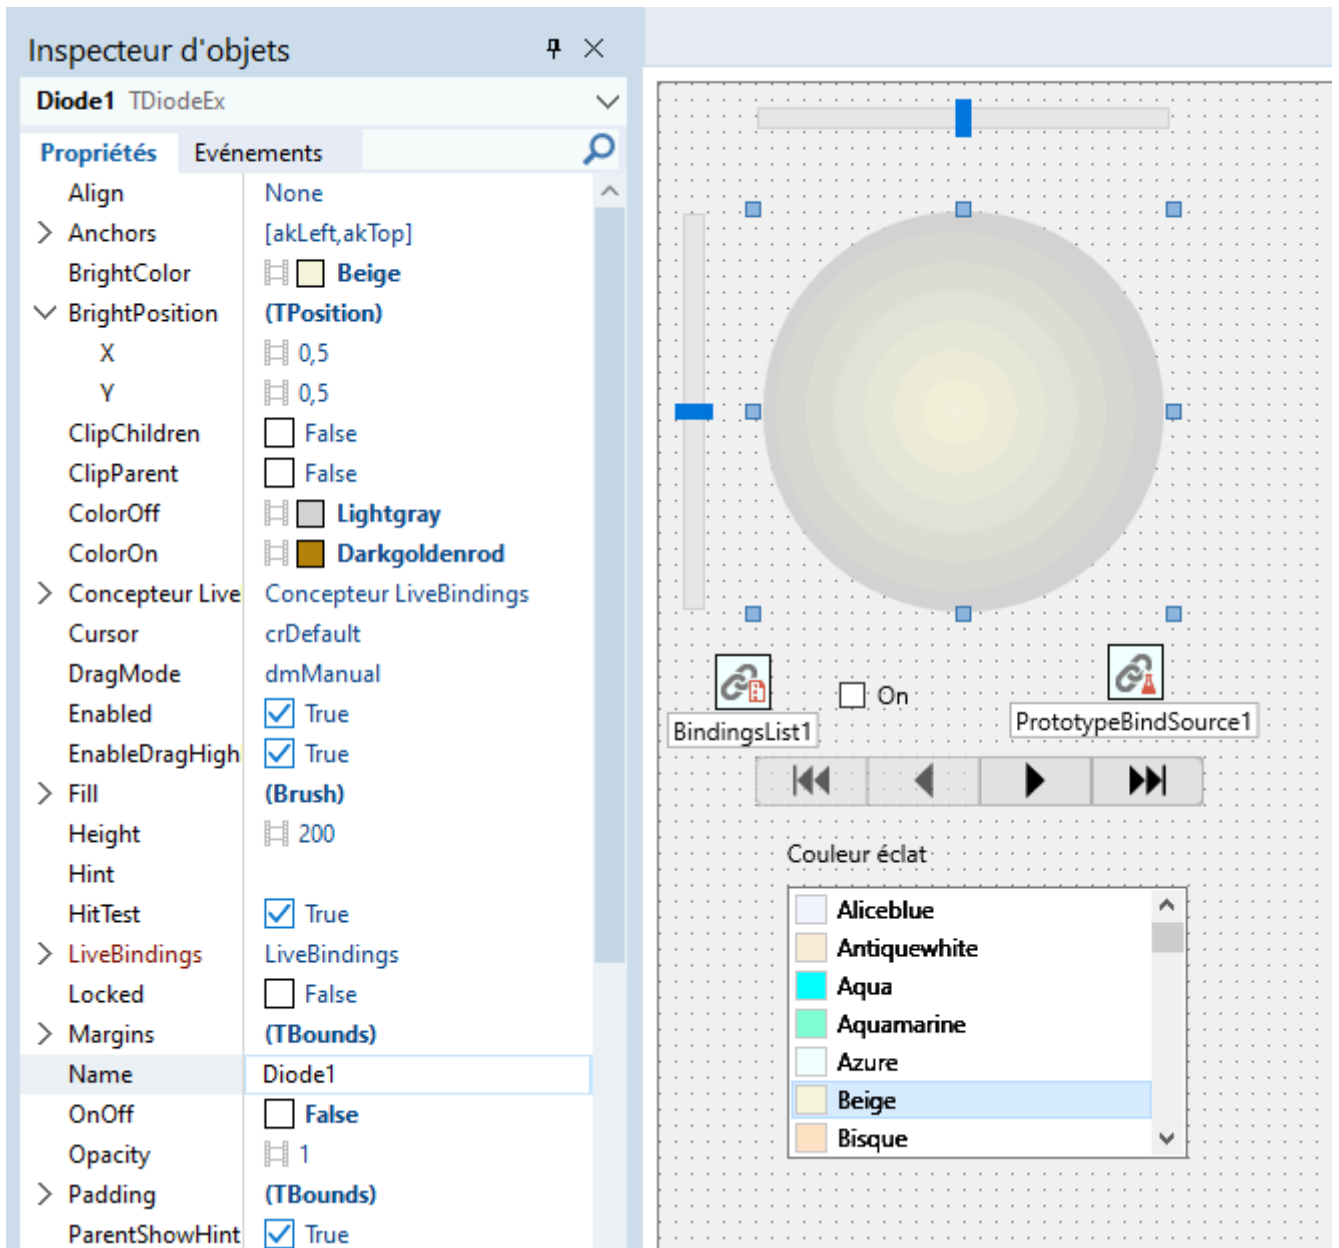 Inspecteur d'objets
Diode1 TDiodeEx
Propriétés Evénements
Align None
Anchors [akLeft,akTop]
BrightColor Beige
BrightPosition (TPosition)
X 0,5
Y 0,5
ClipChildren False
ClipParent False
ColorOff Lightgray
ColorOn Darkgoldenrod
Concepteur Live Concepteur LiveBindings
Cursor crDefault
DragMode dmManual
Enabled True
EnableDragHigh True
Fill (Brush)
Height 200
Hint
HitTest True
LiveBindings LiveBindings
Locked False
Margins (TBounds)
Name Diode1
OnOff False
Opacity 1
Padding (TBounds)
ParentShowHint True
BindingsList1
On
PrototypeBindSource1
Couleur éclat
Aliceblue
Antiquewhite
Aqua
Aquamarine
Azure
Beige
Bisque